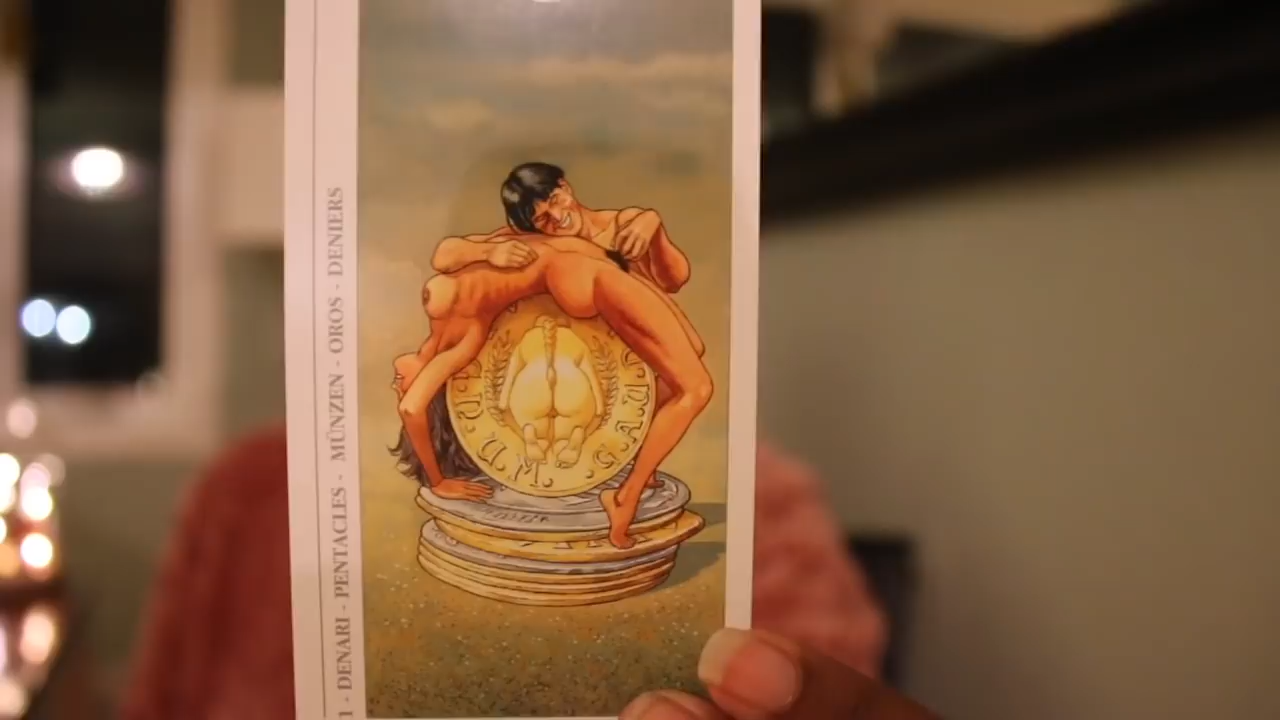 1 - DENARI - PENTACLES - MÜNZEN - OROS - DENIERS